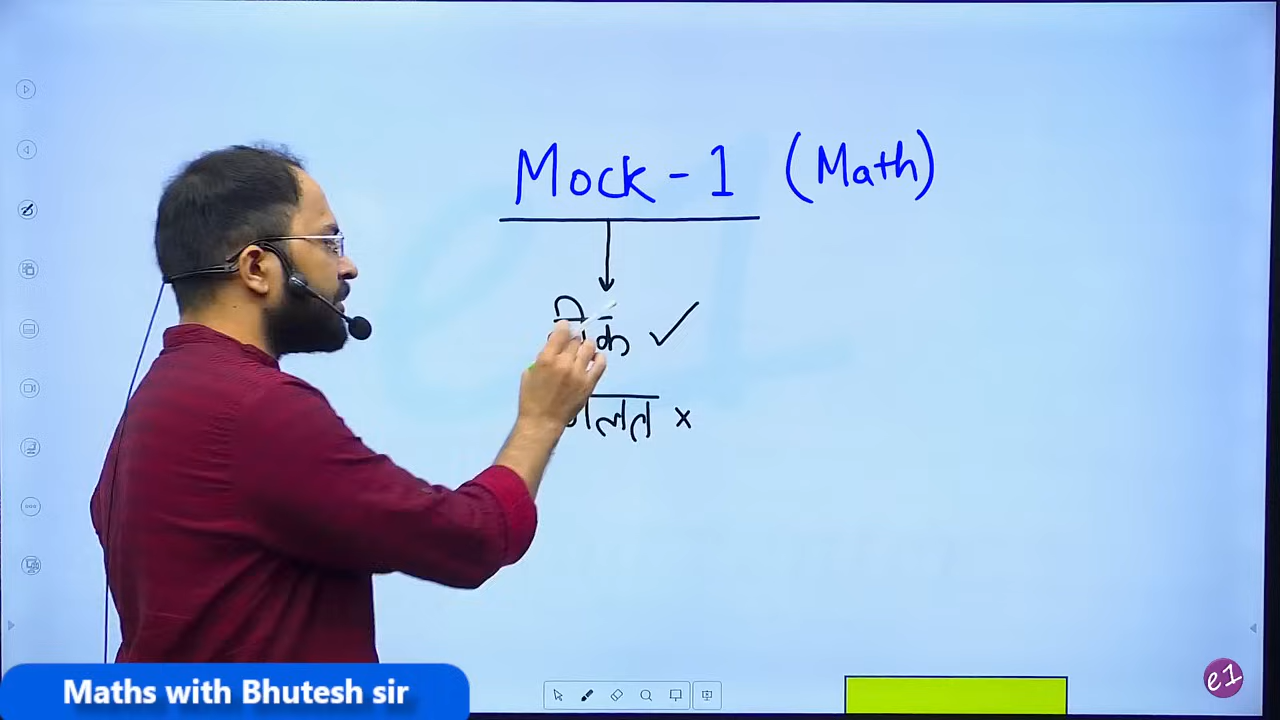 Mock - 1 (Math)
✓
×
Maths with Bhutesh sir
e1